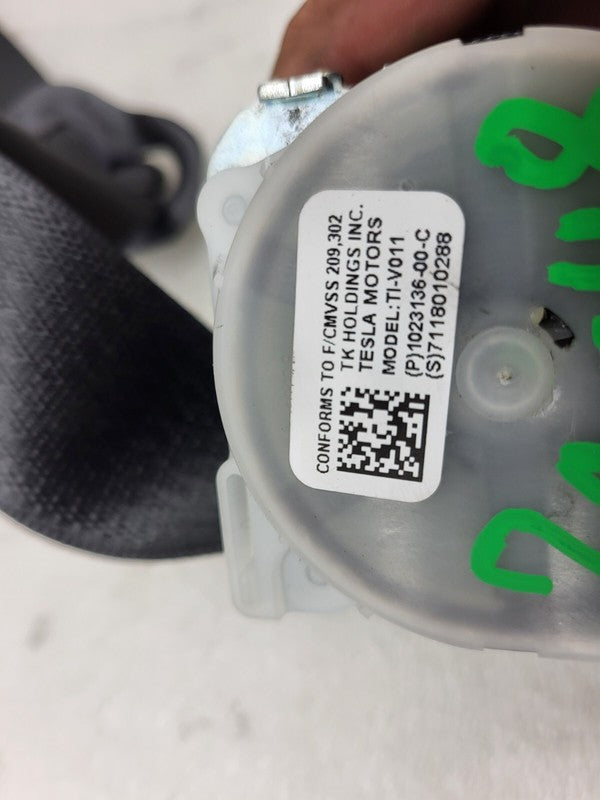 CONFORMS TO F/CMVSS 209,302
TK HOLDINGS INC.
TESLA MOTORS
MODEL:TI-V011
(P)1023136-00-C
(S)7118010288